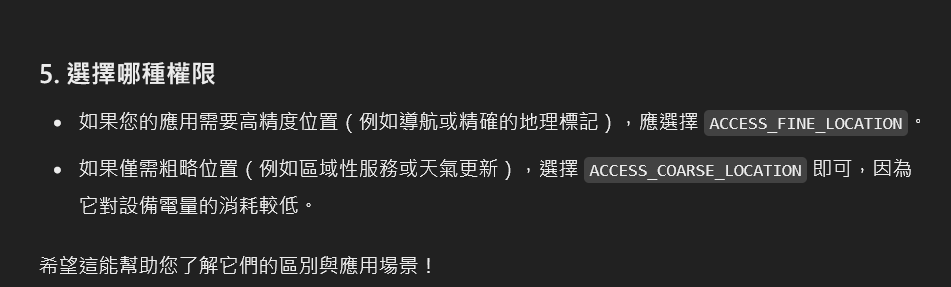 5. 選擇哪種權限
• 如果您的應用需要高精度位置（例如導航或精確的地理標記），應選擇 ACCESS_FINE_LOCATION。
• 如果僅需粗略位置（例如區域性服務或天氣更新），選擇 ACCESS_COARSE_LOCATION 即可，因為
它對設備電量的消耗較低。
希望這能幫助您了解它們的區別與應用場景！